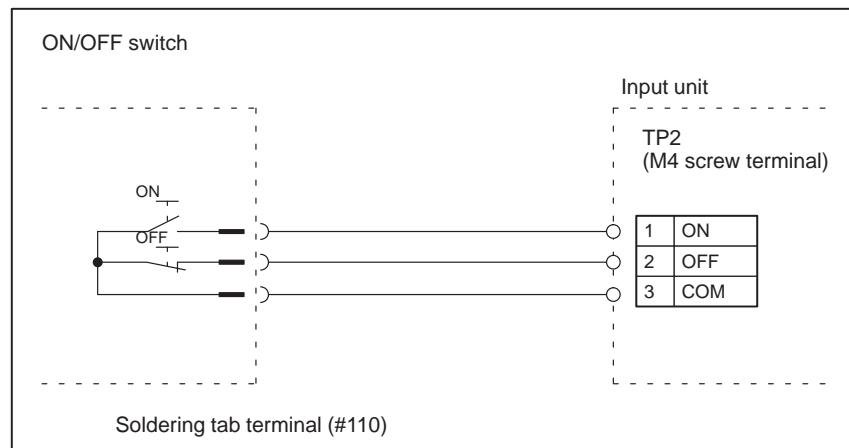 ON/OFF switch
Input unit
TP2
(M4 screw terminal)
ON
OFF
1 ON
2 OFF
3 COM
Soldering tab terminal (#110)